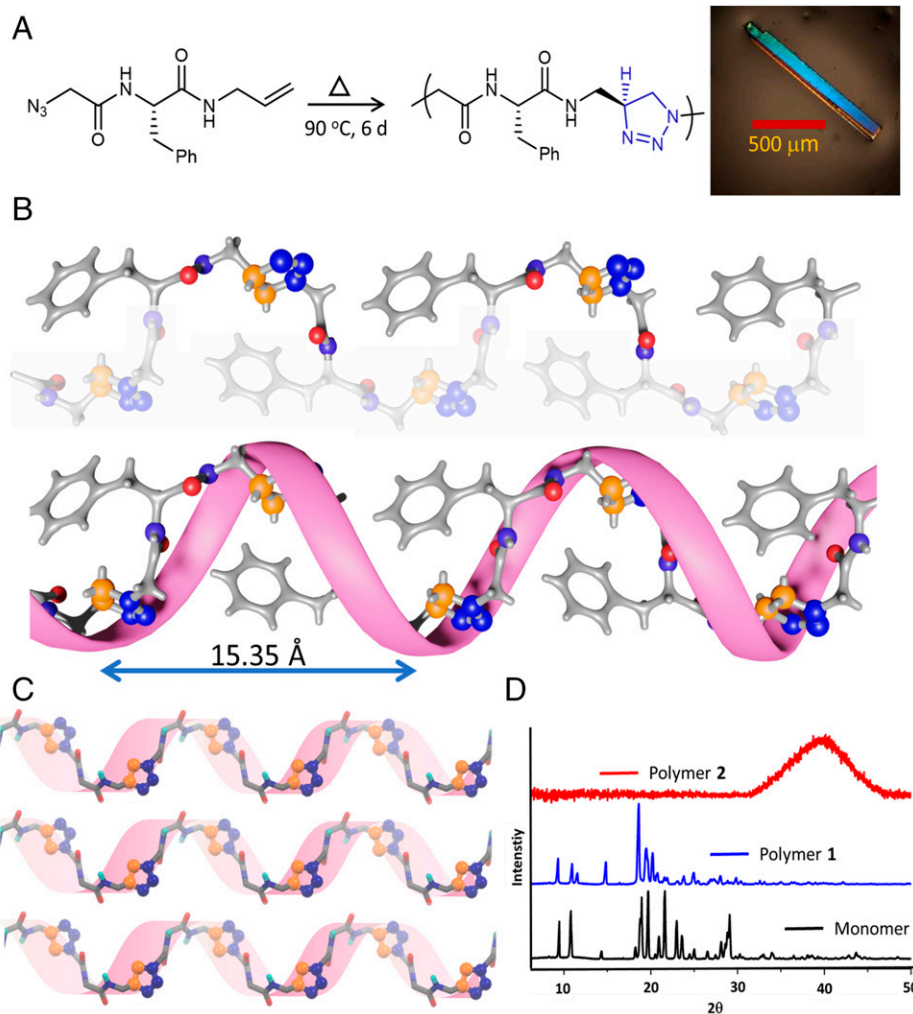 A
O
H
N
N3
O
Ph
N
H
△
90 °C, 6 d
O
H
N
O
Ph
N
H
H
N
N
N
500 μm
B
15.35 Å
C
D
Polymer 2
Polymer 1
Monomer
Intenstiy
10
20
30
40
50
2θ